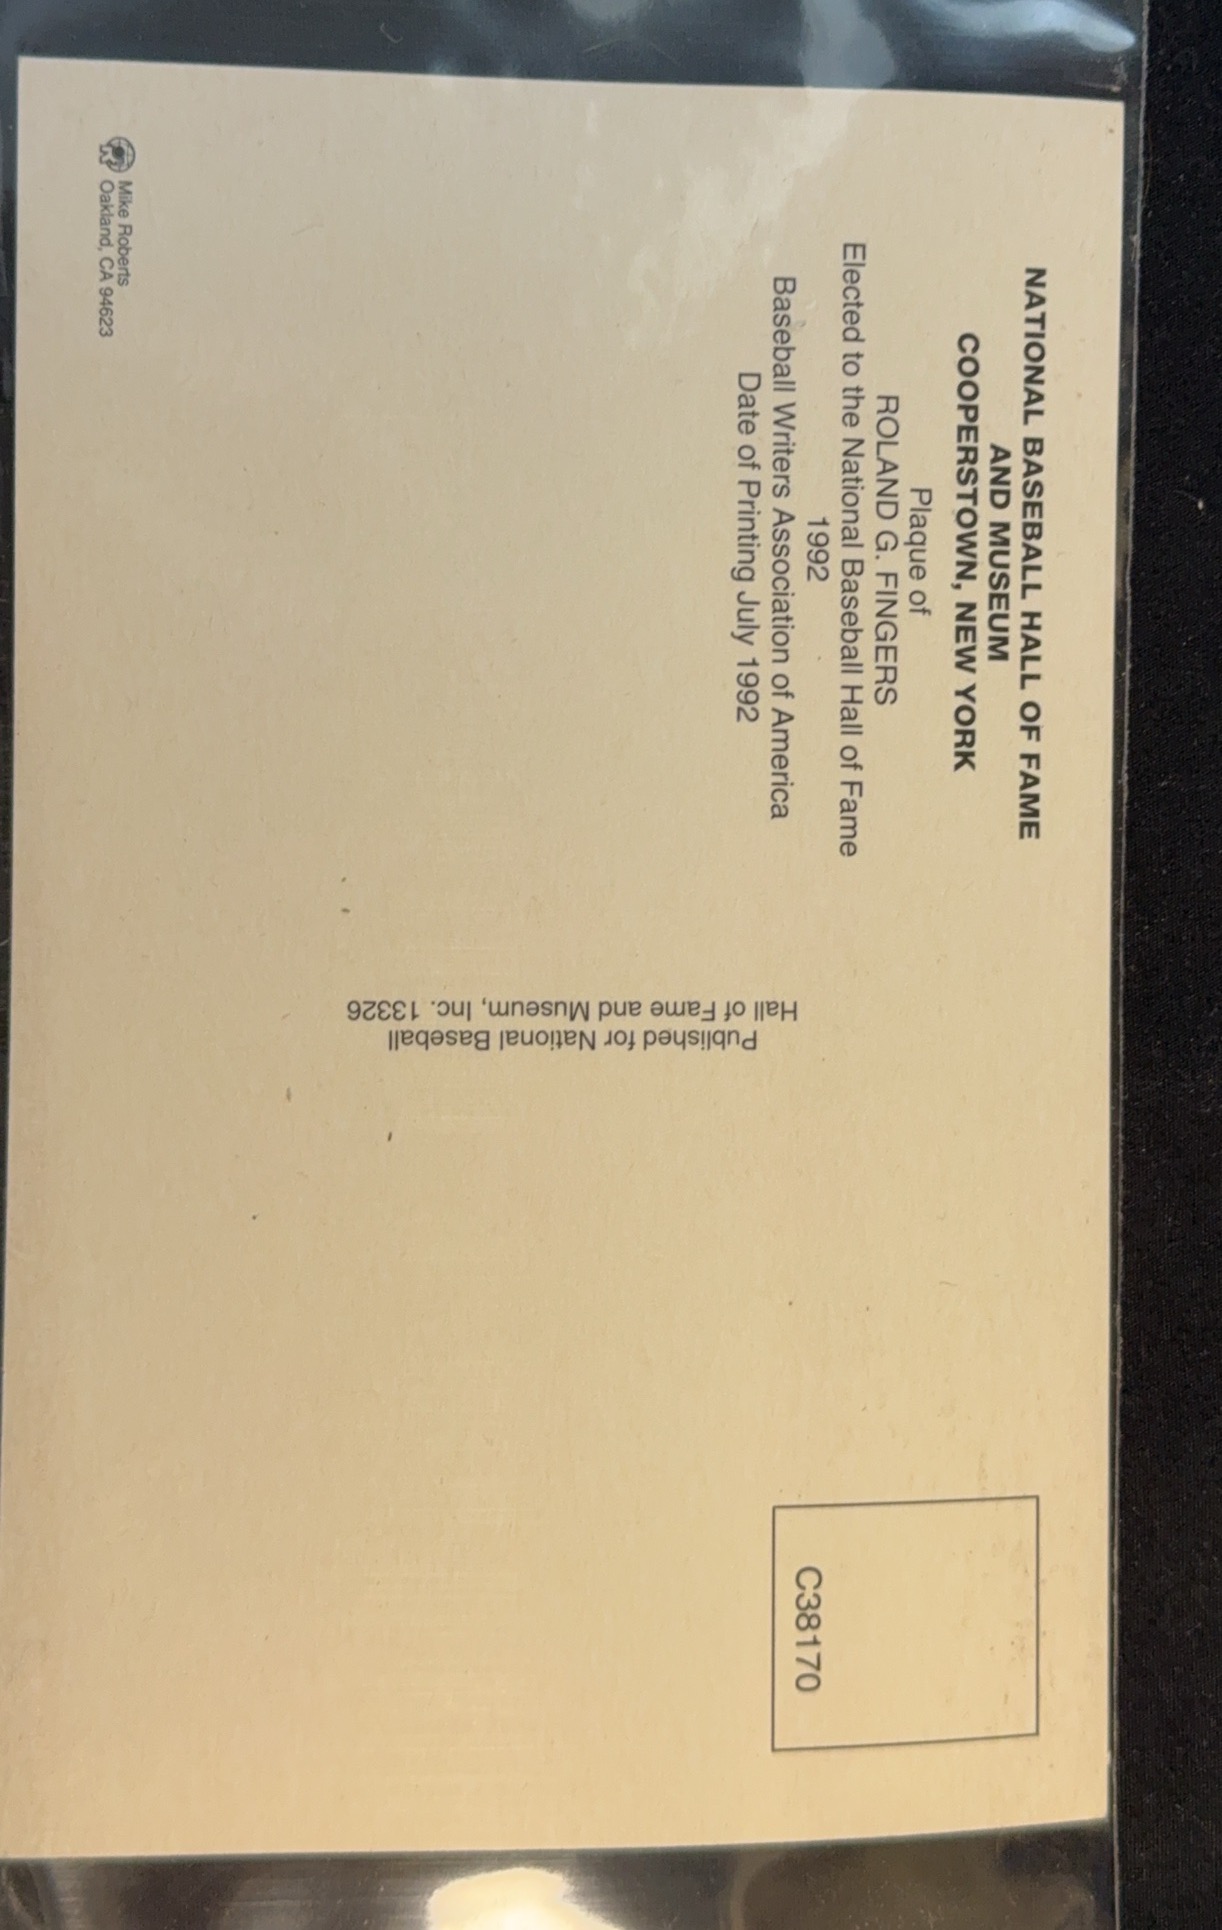 NATIONAL BASEBALL HALL OF FAME
AND MUSEUM
COOPERSTOWN, NEW YORK
Plaque of
ROLAND G. FINGERS
Elected to the National Baseball Hall of Fame
1992
Baseball Writers Association of America
Date of Printing July 1992
Published for National Baseball
Hall of Fame and Museum, Inc. 13326
C38170
Mike Roberts
Oakland, CA 94623